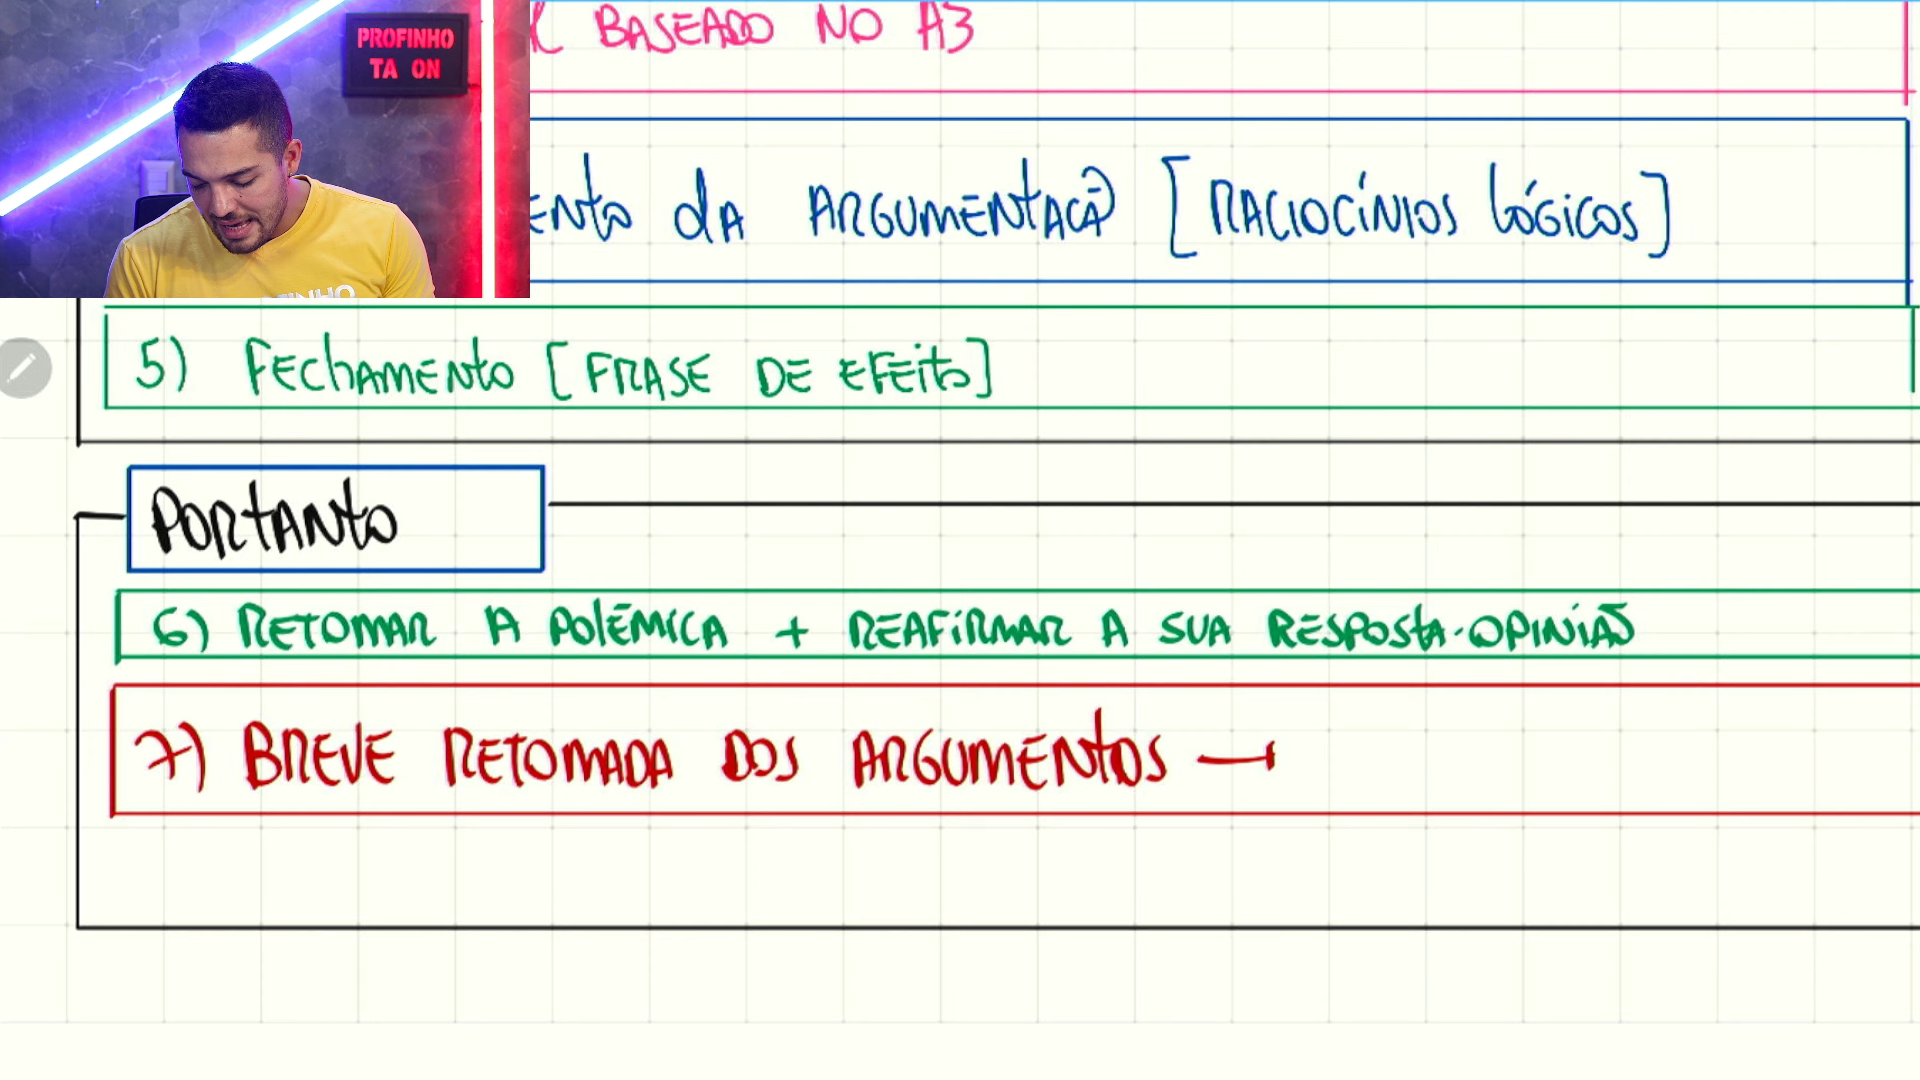 PROFINHO
TA ON
BASEADO NO A3
ENTO DA ARGUMENTAÇÃO [RACIOCÍNIOS LÓGICOS]
5) FECHAMENTO [FRASE DE EFEITO]
PORTANTO
6) RETOMAR A POLÊMICA + REAFIRMAR A SUA RESPOSTA-OPINIÃO
7) BREVE RETOMADA DOS ARGUMENTOS →